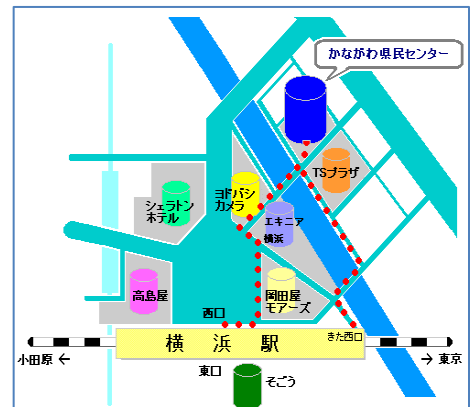 かながわ県民センター
TSプラザ
ヨドバシ
カメラ
シェラトン
ホテル
エキニア
横浜
高島屋
岡田屋
モアーズ
西口
きた西口
横浜駅
小田原 ←
→ 東京
東口
そごう